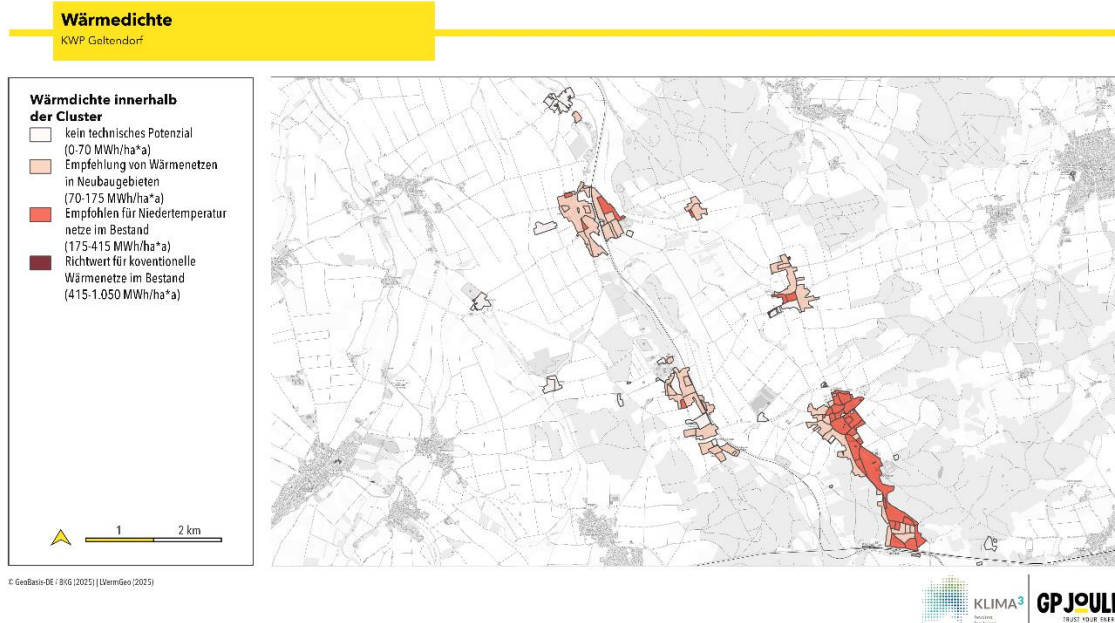 Wärmedichte
KWP Geltendorf
Wärmdichte innerhalb
der Cluster
kein technisches Potenzial
(0-70 MWh/ha*a)
Empfehlung von Wärmenetzen
in Neubaugebieten
(70-175 MWh/ha*a)
Empfohlen für Niedertemperatur
netze im Bestand
(175-415 MWh/ha*a)
Richtwert für koventionelle
Wärmenetze im Bestand
(415-1.050 MWh/ha*a)
1 2 km
© GeoBasis-DE / BKG (2025) | LVermGeo (2025)
KLIMA³
GP JOUL
TRUST YOUR ENER